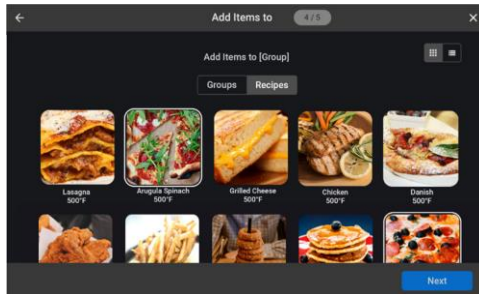 Add Items to 4 / 5
Add Items to [Group]
Groups Recipes
Lasagna
500°F
Arugula Spinach
500°F
Grilled Cheese
500°F
Chicken
500°F
Danish
500°F
Next